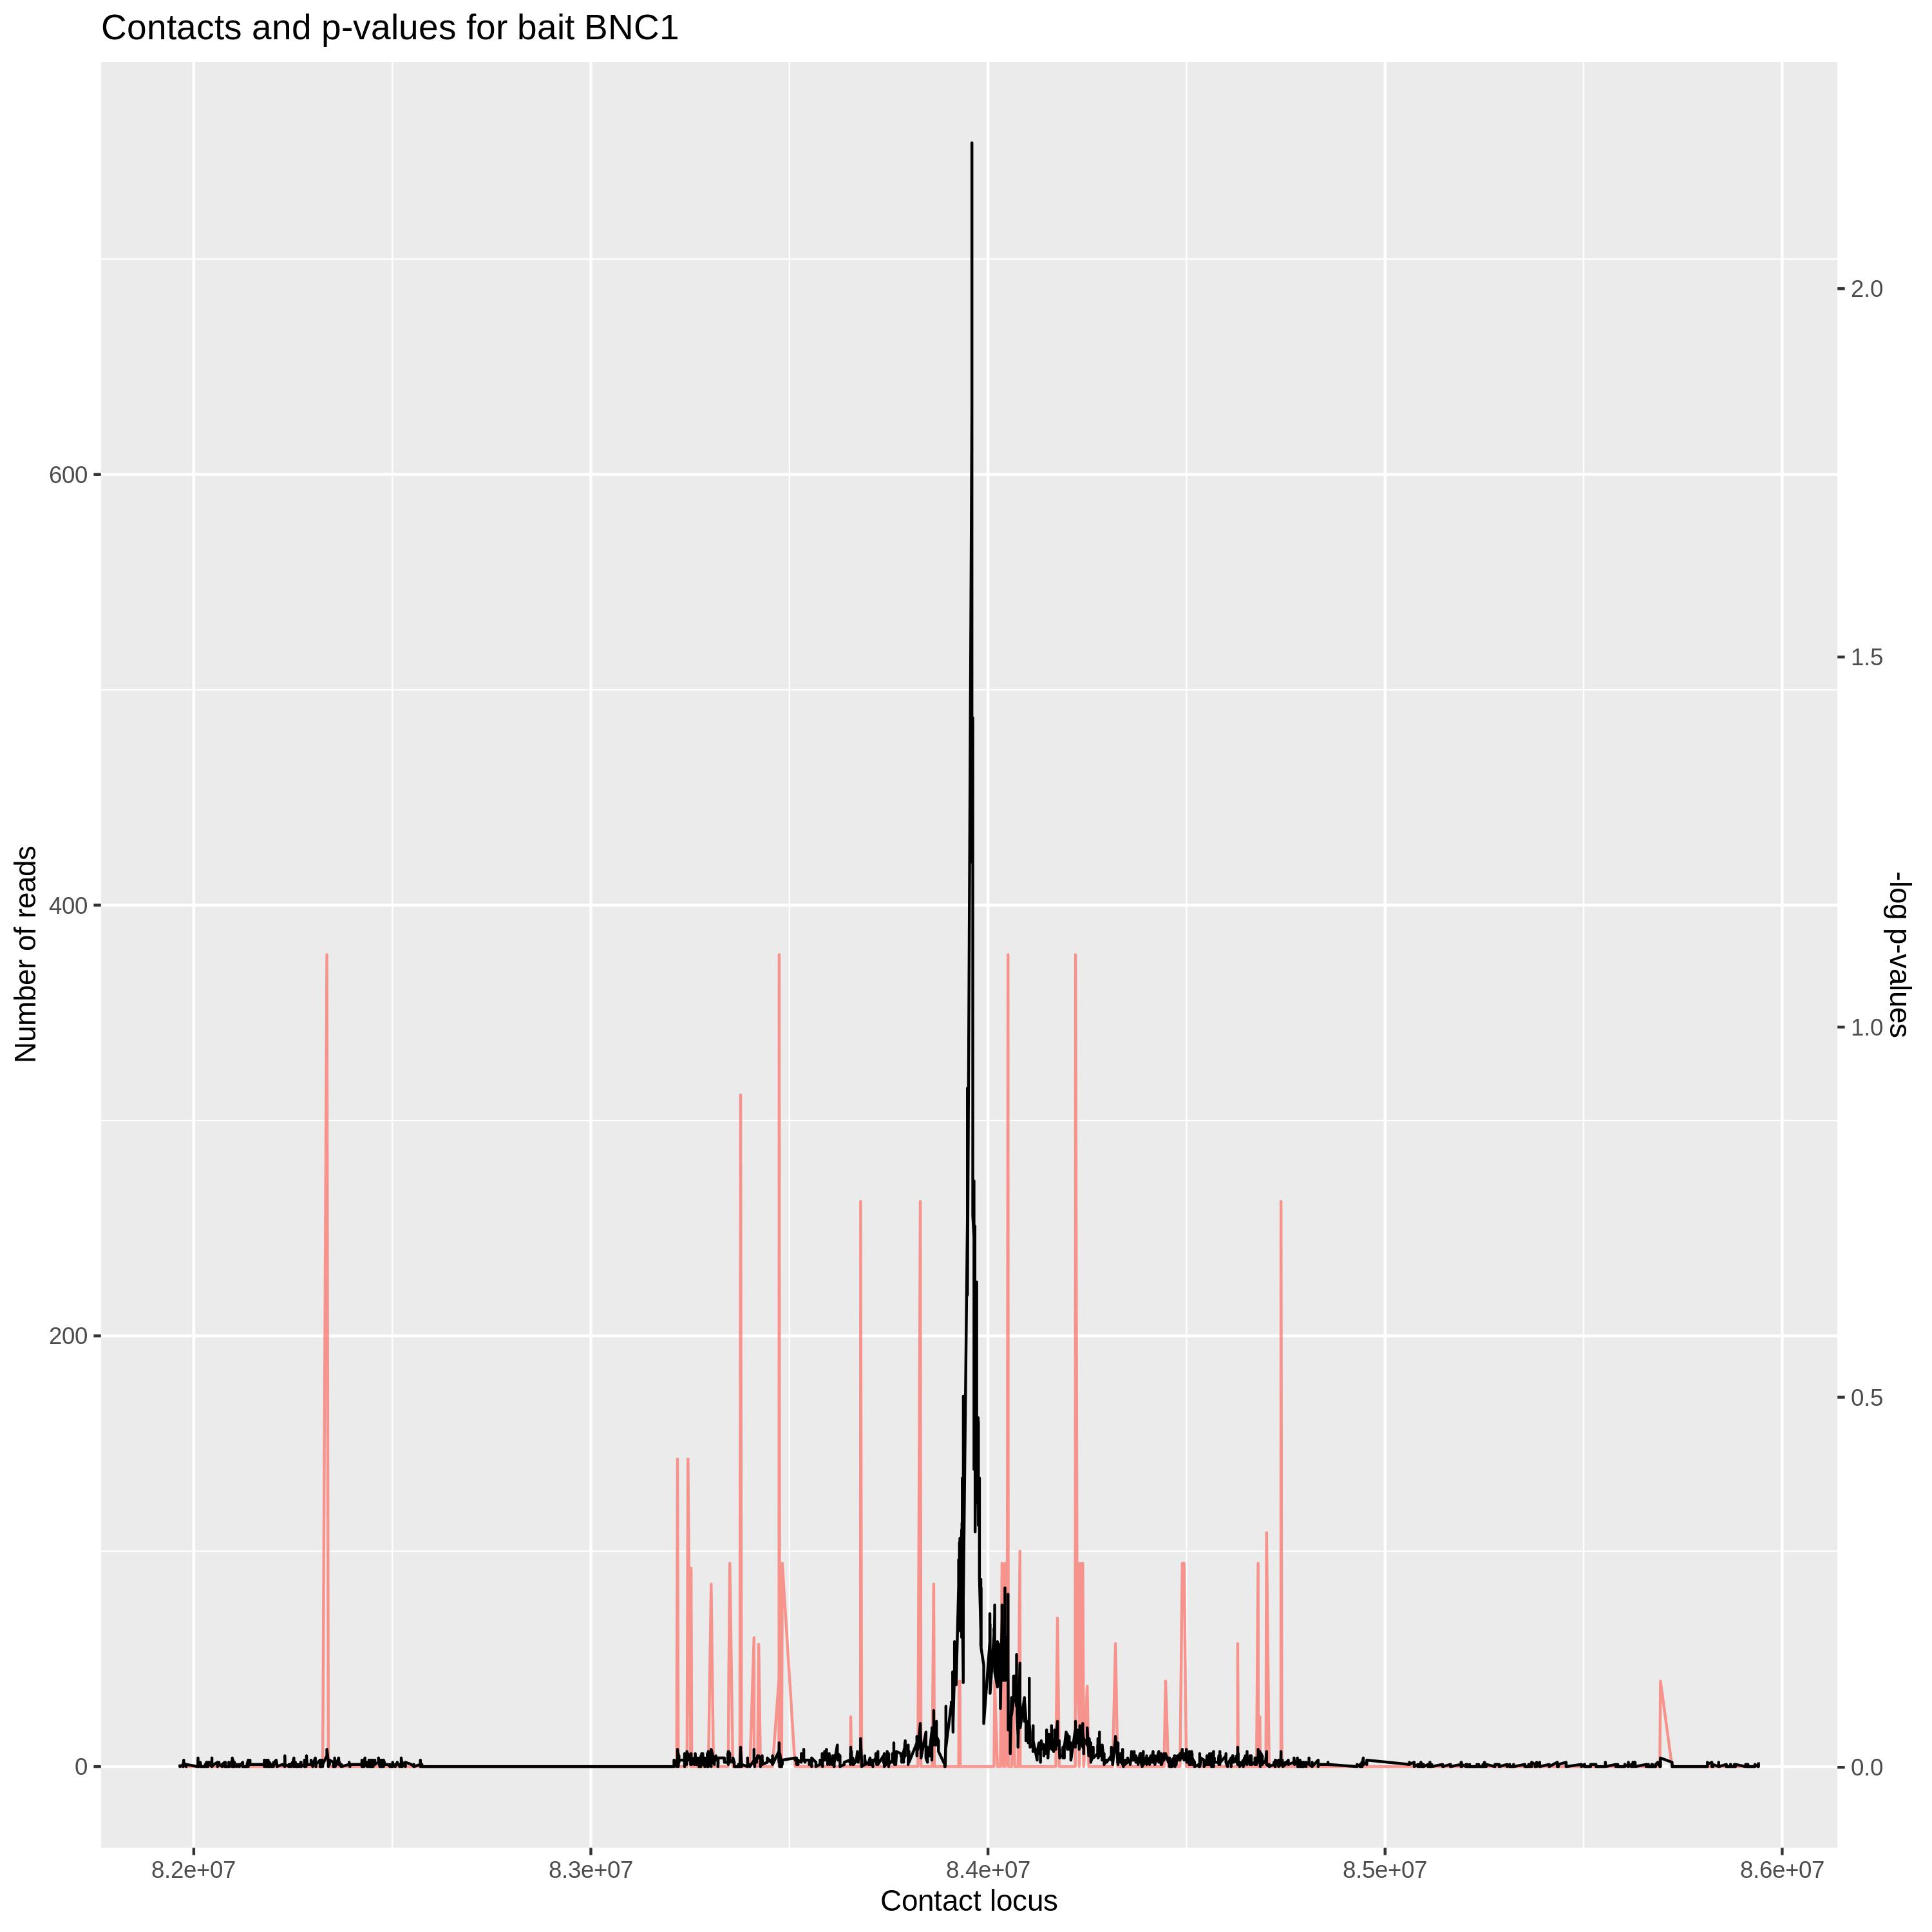 Contacts and p-values for bait BNC1
Number of reads
600
400
200
0
2.0
1.5
1.0
0.5
0.0
-log p-values
8.2e+07 8.3e+07 8.4e+07 8.5e+07 8.6e+07
Contact locus